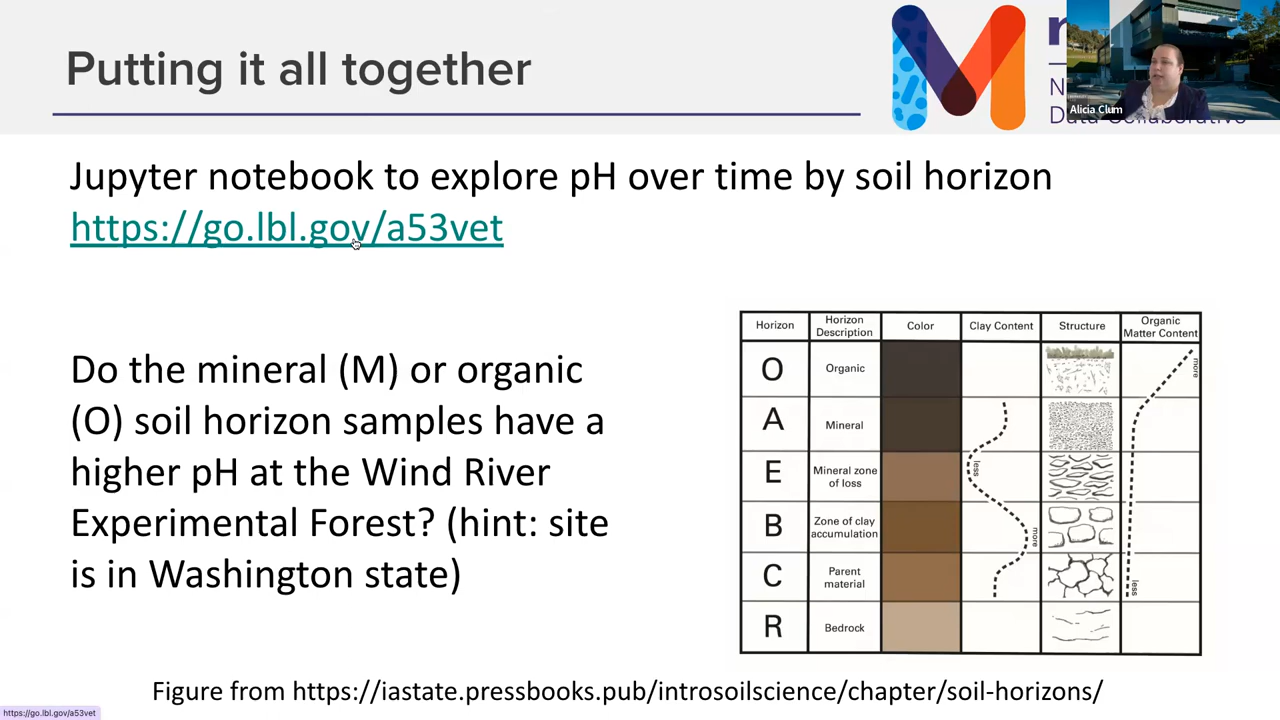 Putting it all together
Alicia Clum
Jupyter notebook to explore pH over time by soil horizon
https://go.lbl.gov/a53vet
Do the mineral (M) or organic
(O) soil horizon samples have a
higher pH at the Wind River
Experimental Forest? (hint: site
is in Washington state)
Horizon
Horizon
Description
Color
Clay Content
Structure
Organic
Matter Content
O
Organic
more
A
Mineral
E
Mineral zone
of loss
less
B
Zone of clay
accumulation
more
C
Parent
material
less
R
Bedrock
Figure from https://iastate.pressbooks.pub/introsoilscience/chapter/soil-horizons/
https://go.lbl.gov/a53vet